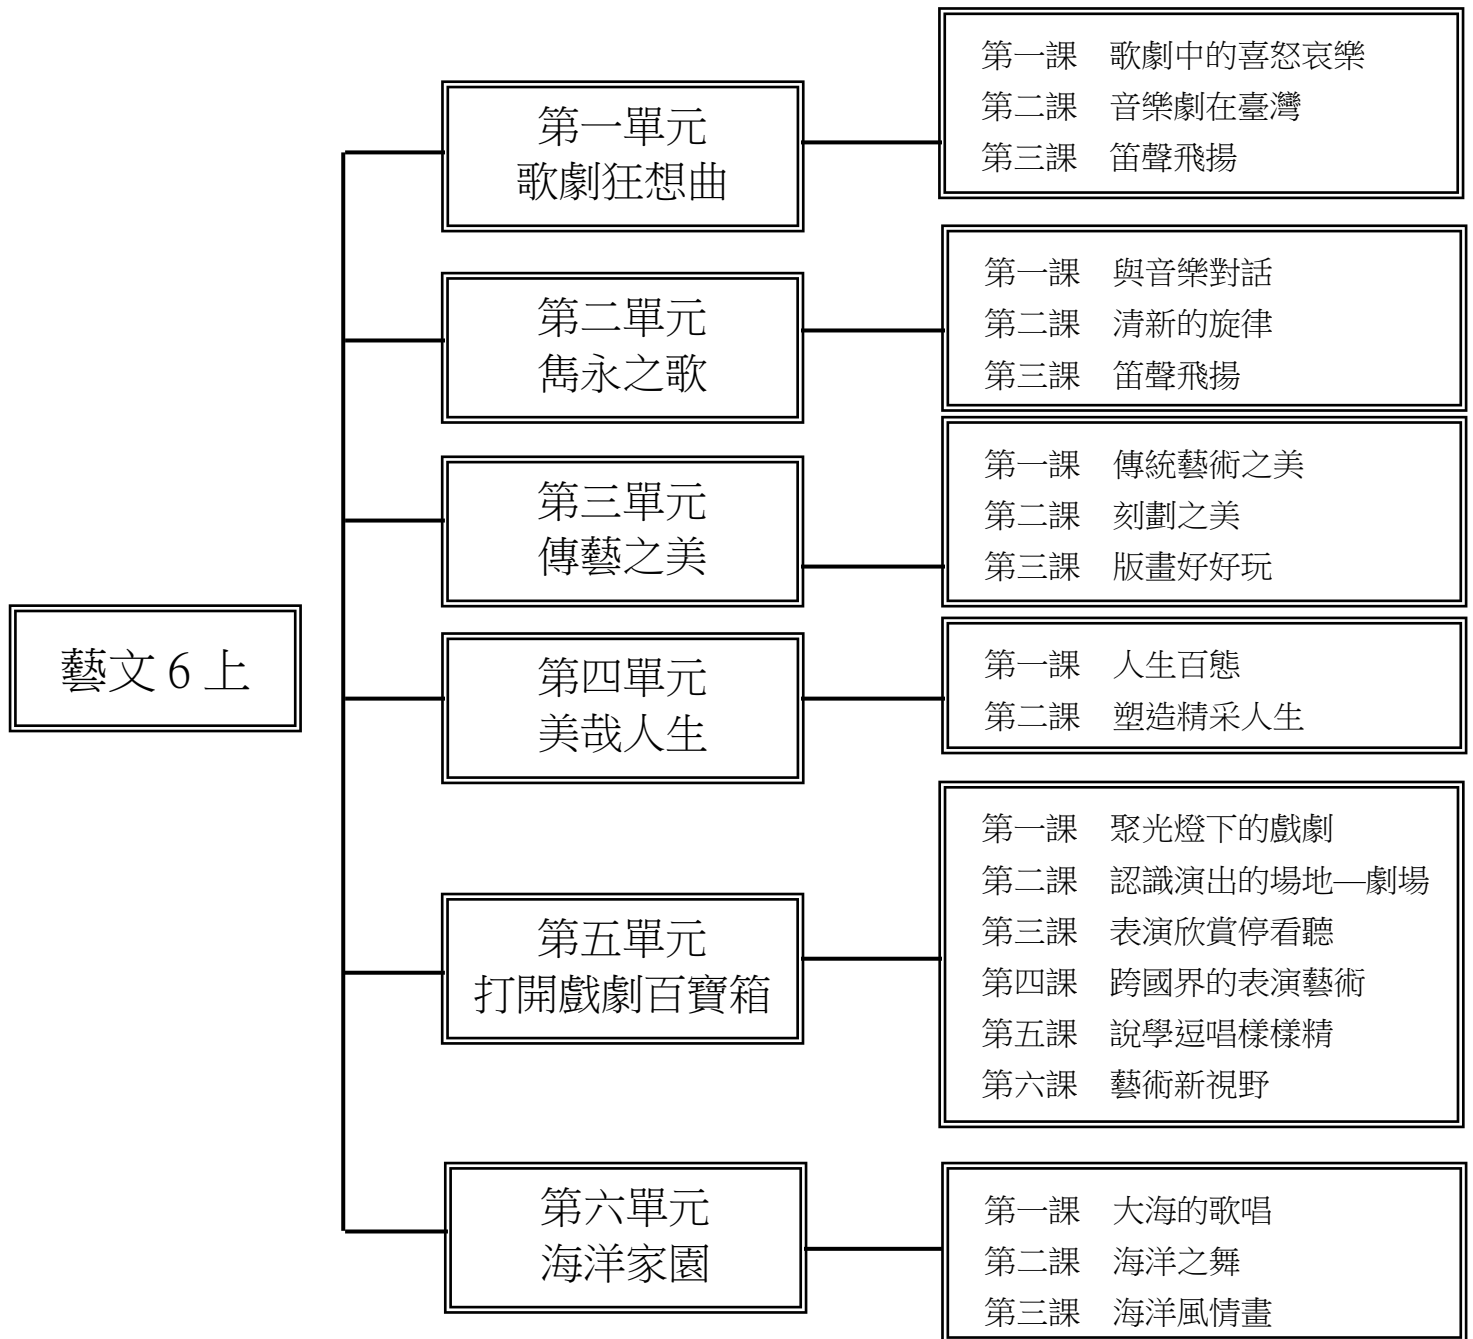 藝文 6 上
第一單元
歌劇狂想曲
第一課　歌劇中的喜怒哀樂
第二課　音樂劇在臺灣
第三課　笛聲飛揚
第二單元
雋永之歌
第一課　與音樂對話
第二課　清新的旋律
第三課　笛聲飛揚
第三單元
傳藝之美
第一課　傳統藝術之美
第二課　刻劃之美
第三課　版畫好好玩
第四單元
美哉人生
第一課　人生百態
第二課　塑造精采人生
第五單元
打開戲劇百寶箱
第一課　聚光燈下的戲劇
第二課　認識演出的場地—劇場
第三課　表演欣賞停看聽
第四課　跨國界的表演藝術
第五課　說學逗唱樣樣精
第六課　藝術新視野
第六單元
海洋家園
第一課　大海的歌唱
第二課　海洋之舞
第三課　海洋風情畫